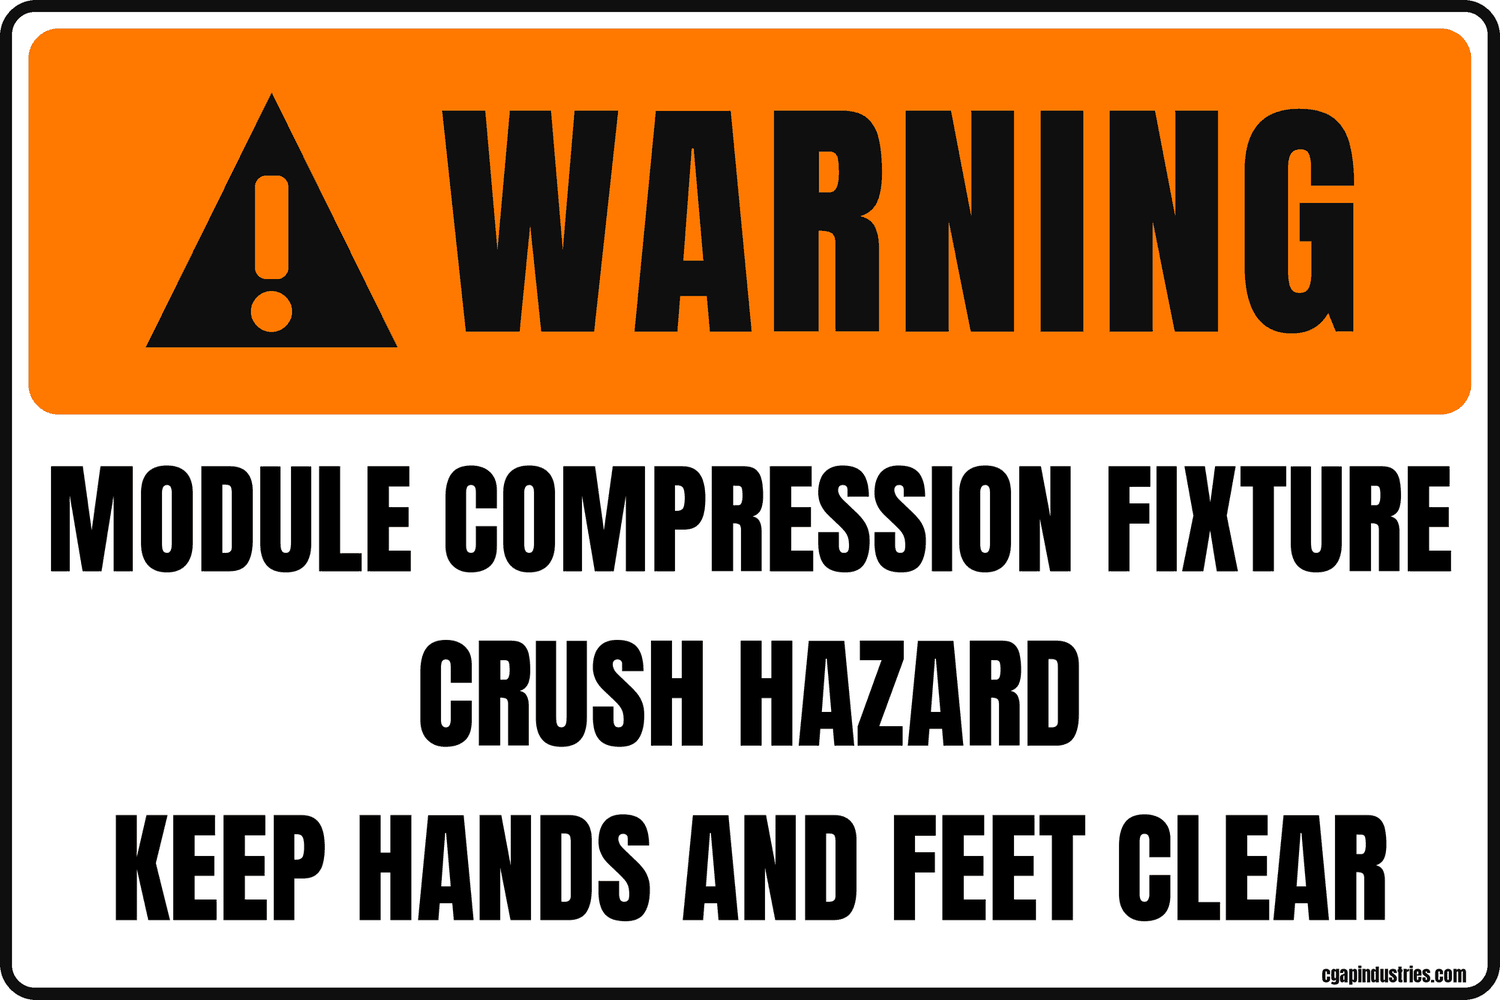 WARNING
MODULE COMPRESSION FIXTURE
CRUSH HAZARD
KEEP HANDS AND FEET CLEAR
cgapindustries.com